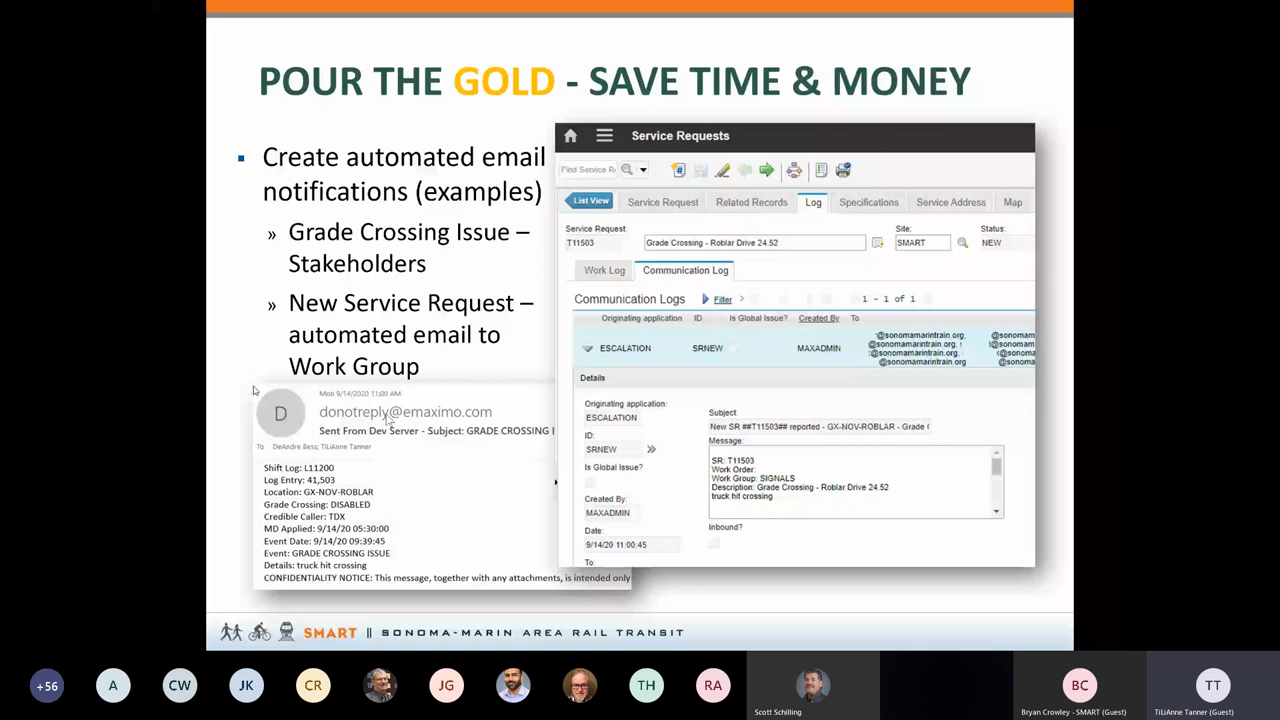 POUR THE GOLD - SAVE TIME & MONEY
Create automated email
notifications (examples)
» Grade Crossing Issue –
Stakeholders
» New Service Request –
automated email to
Work Group
Mon 9/14/2020 11:00 AM
D
donotreply@emaximo.com
Sent From Dev Server - Subject: GRADE CROSSING I
To DeAndre Bess; TiLiAnne Tanner
Shift Log: L11200
Log Entry: 41,503
Location: GX-NOV-ROBLAR
Grade Crossing: DISABLED
Credible Caller: TDX
MD Applied: 9/14/20 05:30:00
Event Date: 9/14/20 09:39:45
Event: GRADE CROSSING ISSUE
Details: truck hit crossing
CONFIDENTIALITY NOTICE: This message, together with any attachments, is intended only
Service Requests
Find Service R
List View Service Request Related Records Log Specifications Service Address Map
Service Request: Site: Status:
T11503 Grade Crossing - Roblar Drive 24.52 SMART NEW
Work Log Communication Log
Communication Logs Filter 1 - 1 of 1
Originating application ID Is Global Issue? Created By To
ESCALATION SRNEW MAXADMIN
@sonomamarintrain.org,
@sonomamarintrain.org,
@sonomamarintrain.org,
@sonomamarintrain.org
Details
Originating application:
ESCALATION
ID:
SRNEW
Is Global Issue?
Created By:
MAXADMIN
Date:
9/14/20 11:00:45
To:
Subject:
New SR ##T11503## reported - GX-NOV-ROBLAR - Grade
Message:
SR: T11503
Work Order:
Work Group: SIGNALS
Description: Grade Crossing - Roblar Drive 24.52
truck hit crossing
Inbound?
SMART || SONOMA-MARIN AREA RAIL TRANSIT
+56 A CW JK CR JG TH RA BC TT
Scott Schilling Bryan Crowley - SMART (Guest) TiLiAnne Tanner (Guest)